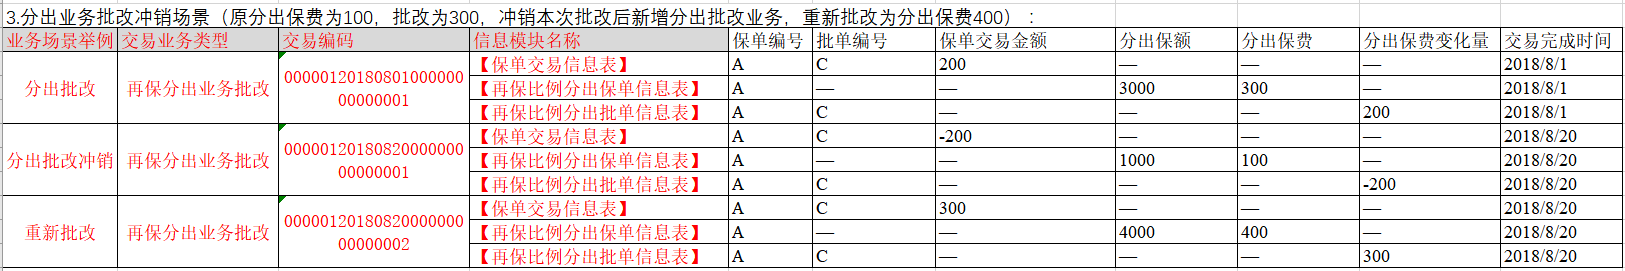 3.分出业务批改冲销场景（原分出保费为100，批改为300，冲销本次批改后新增分出批改业务，重新批改为分出保费400）：
业务场景举例 交易业务类型 交易编码 信息模块名称 保单编号 批单编号 保单交易金额 分出保额 分出保费 分出保费变化量 交易完成时间
分出批改 再保分出业务批改 00000120180801000000
00000001
【保单交易信息表】 A C 200 — — — 2018/8/1
【再保比例分出保单信息表】 A — — 3000 300 — 2018/8/1
【再保比例分出批单信息表】 A C — — — 200 2018/8/1
分出批改冲销 再保分出业务批改 00000120180820000000
00000001
【保单交易信息表】 A C -200 — — — 2018/8/20
【再保比例分出保单信息表】 A — — 1000 100 — 2018/8/20
【再保比例分出批单信息表】 A C — — — -200 2018/8/20
重新批改 再保分出业务批改 00000120180820000000
00000002
【保单交易信息表】 A C 300 — — — 2018/8/20
【再保比例分出保单信息表】 A — — 4000 400 — 2018/8/20
【再保比例分出批单信息表】 A C — — — 300 2018/8/20